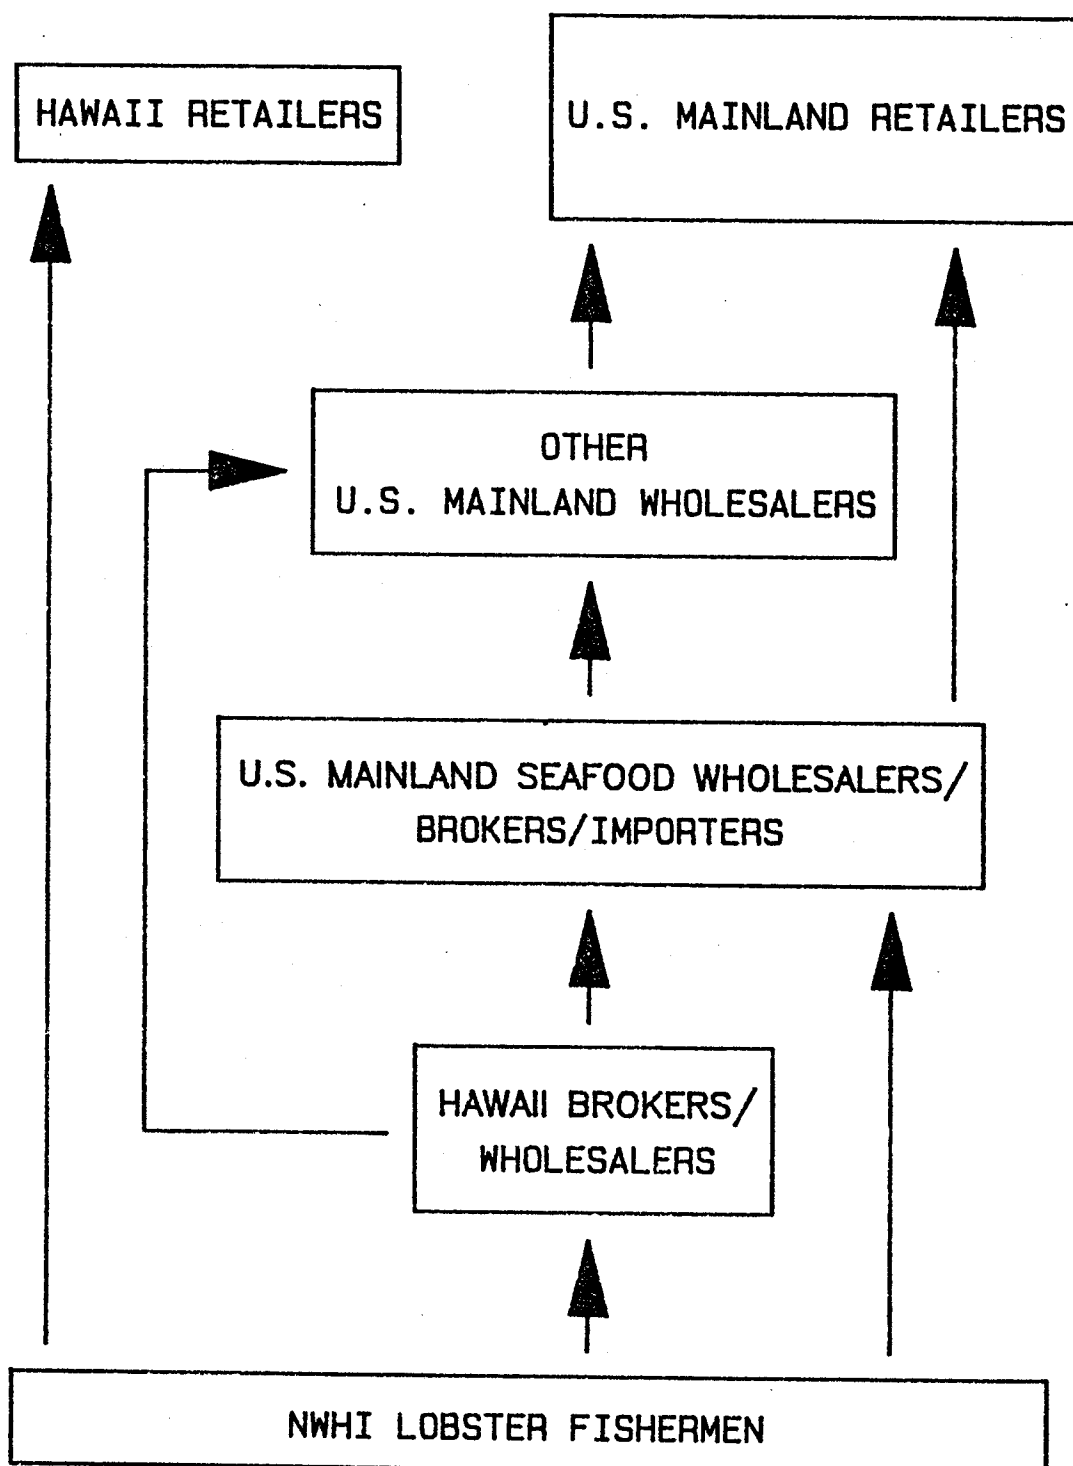 HAWAII RETAILERS
U.S. MAINLAND RETAILERS
OTHER
U.S. MAINLAND WHOLESALERS
U.S. MAINLAND SEAFOOD WHOLESALERS/
BROKERS/IMPORTERS
HAWAII BROKERS/
WHOLESALERS
NWHI LOBSTER FISHERMEN